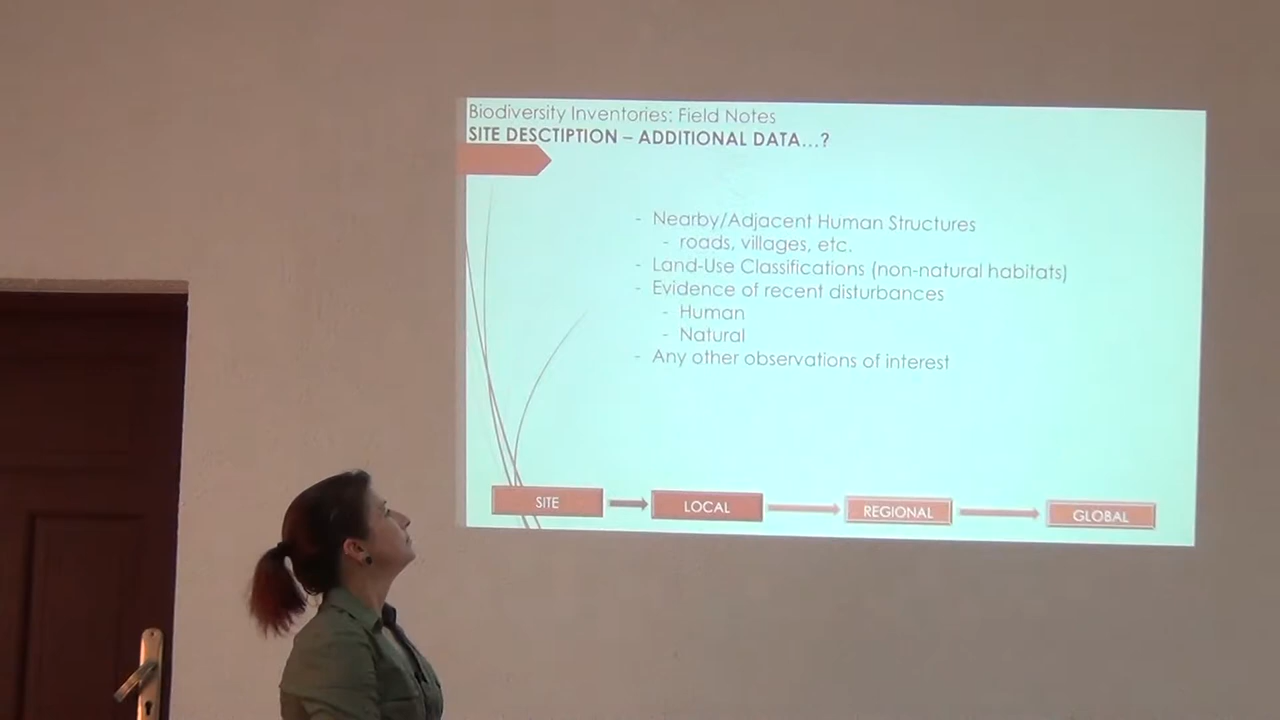 Biodiversity Inventories: Field Notes
SITE DESCTIPTION – ADDITIONAL DATA...?
- Nearby/Adjacent Human Structures
- roads, villages, etc.
- Land-Use Classifications (non-natural habitats)
- Evidence of recent disturbances
- Human
- Natural
- Any other observations of interest
SITE
LOCAL
REGIONAL
GLOBAL